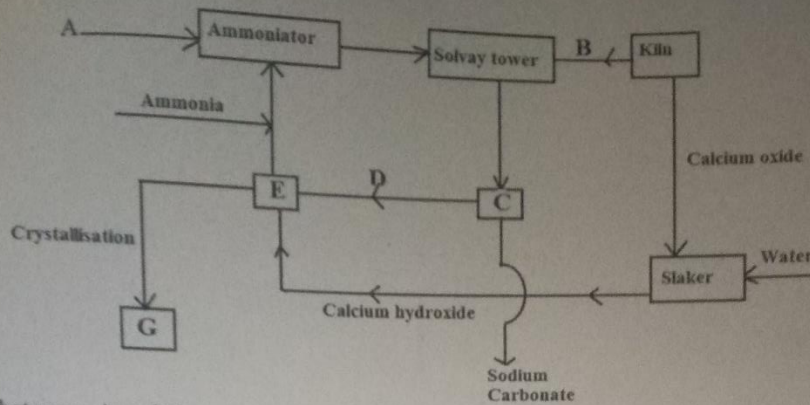 A
Ammoniator
Solvay tower
B
Kiln
Ammonia
Calcium oxide
E
D
C
Crystallisation
Water
Slaker
Calcium hydroxide
G
Sodium
Carbonate